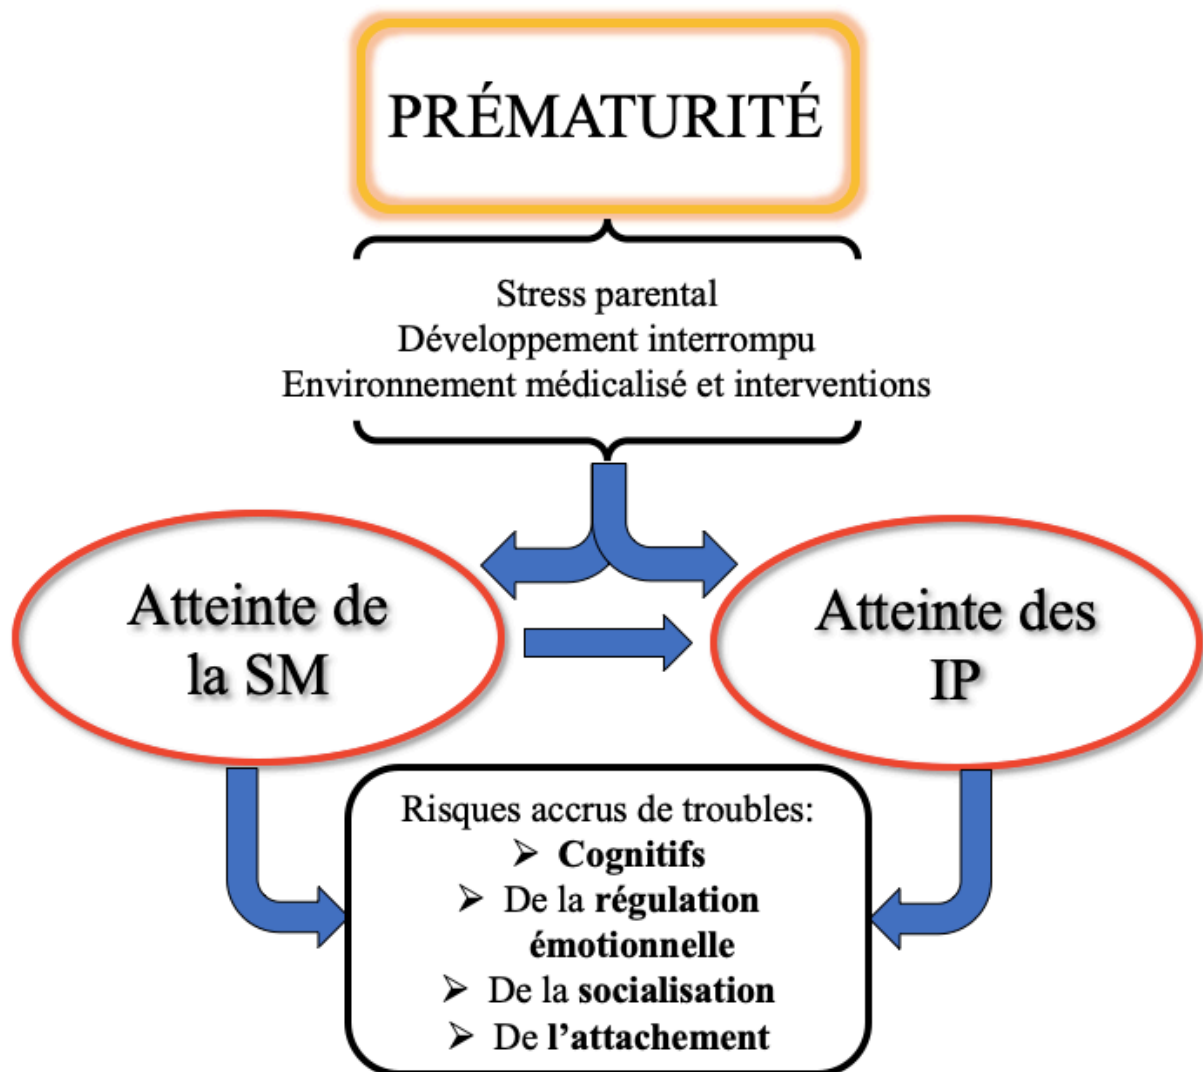 PRÉMATURITÉ
Stress parental
Développement interrompu
Environnement médicalisé et interventions
Atteinte de
la SM
Atteinte des
IP
Risques accrus de troubles:
➢ Cognitifs
➢ De la régulation
émotionnelle
➢ De la socialisation
➢ De l’attachement